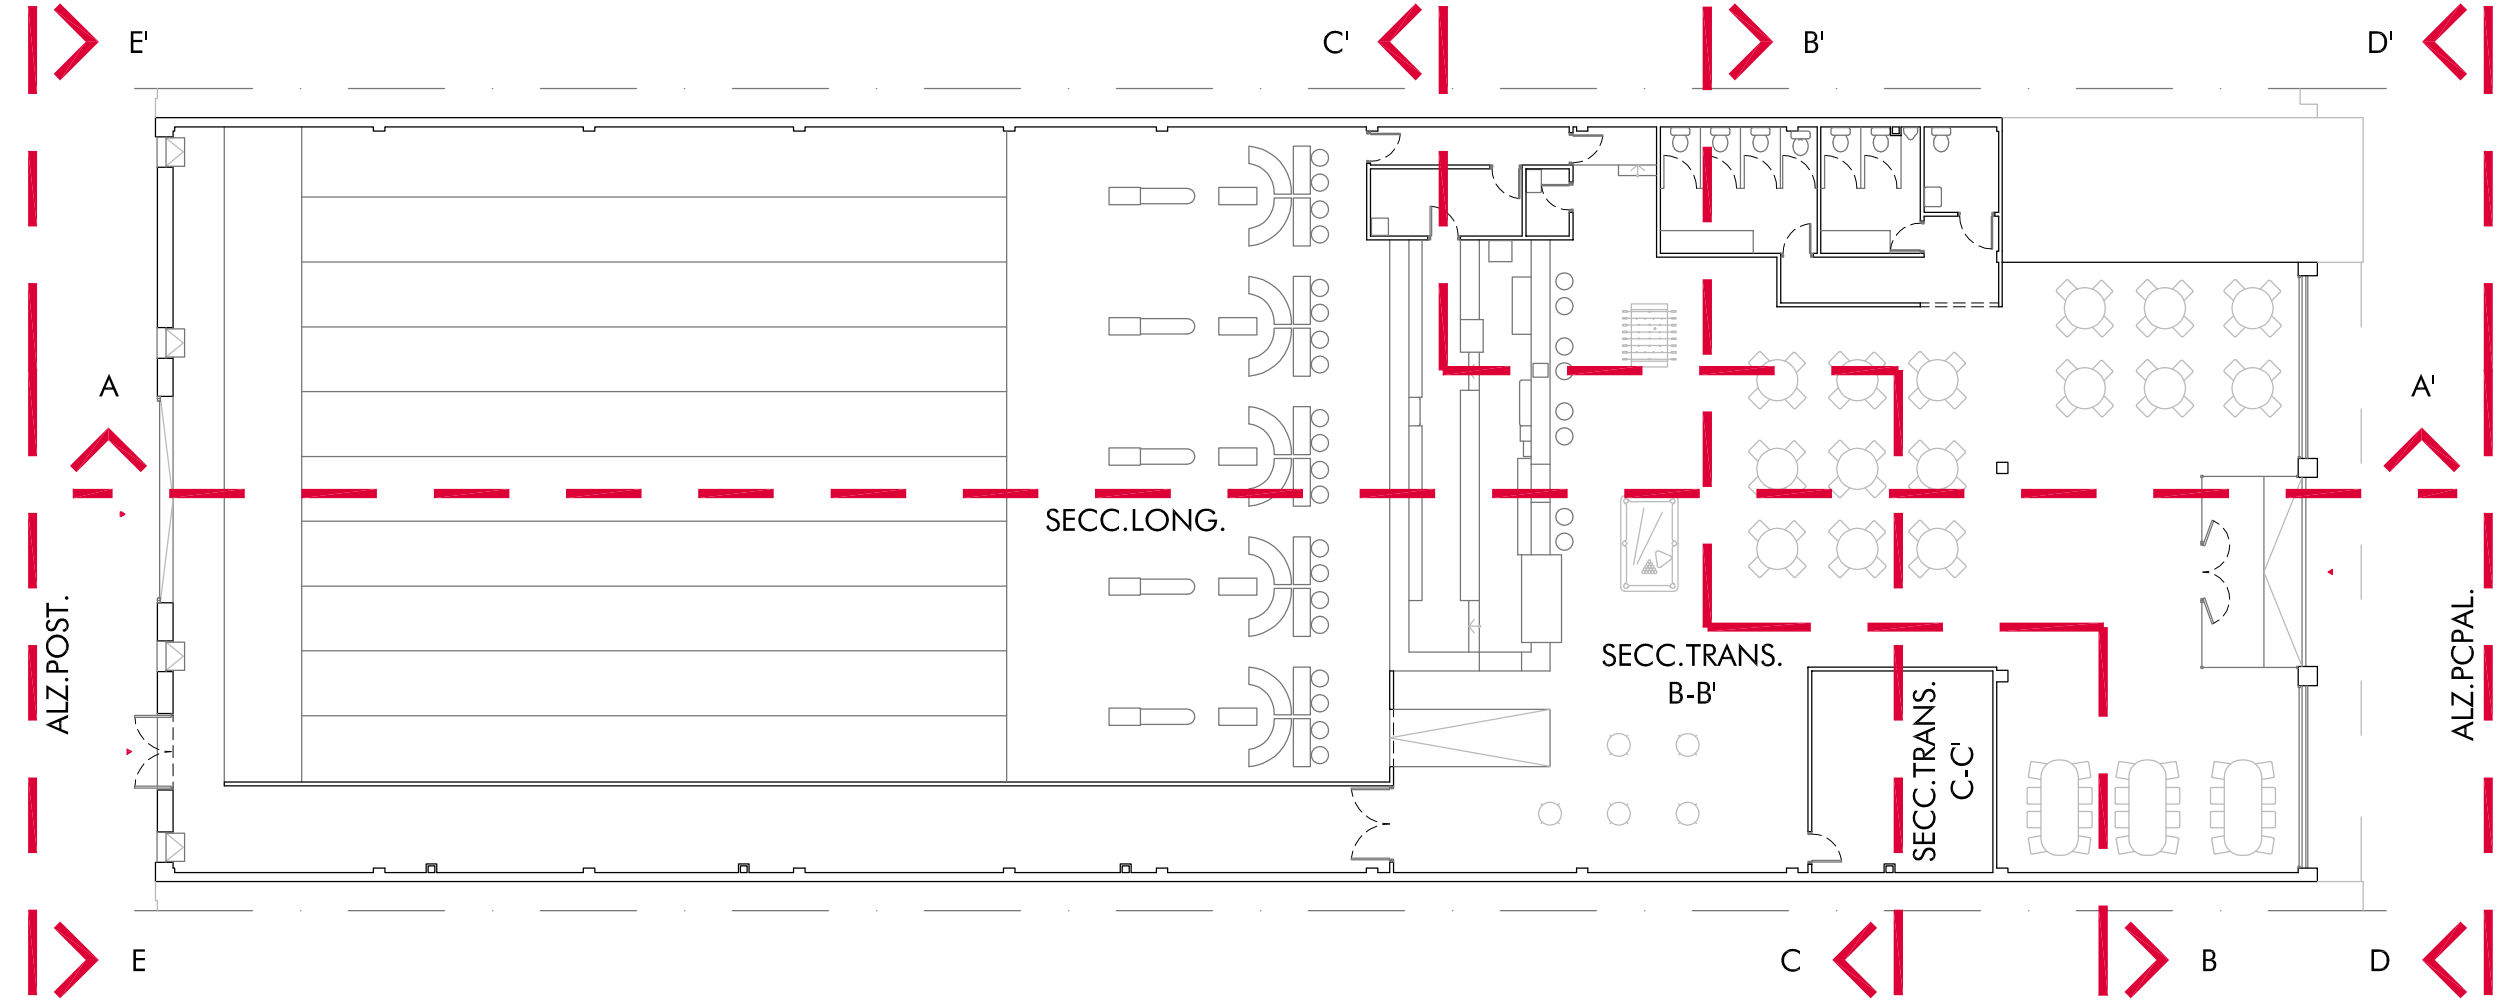 E'
C'
B'
D'
A
A'
SECC.LONG.
ALZ.POST.
SECC.TRANS.
B-B'
SECC.TRANS.
C-C'
ALZ.PCPAL.
E
C
B
D